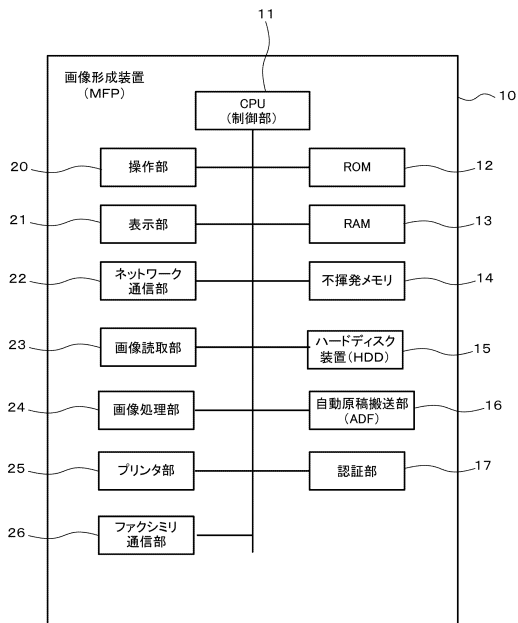 11
画像形成装置
(MFP)
10
CPU
(制御部)
20
操作部
ROM
12
21
表示部
RAM
13
22
ネットワーク
通信部
不揮発メモリ
14
23
画像読取部
ハードディスク
装置(HDD)
15
24
画像処理部
自動原稿搬送部
(ADF)
16
25
プリンタ部
認証部
17
26
ファクシミリ
通信部